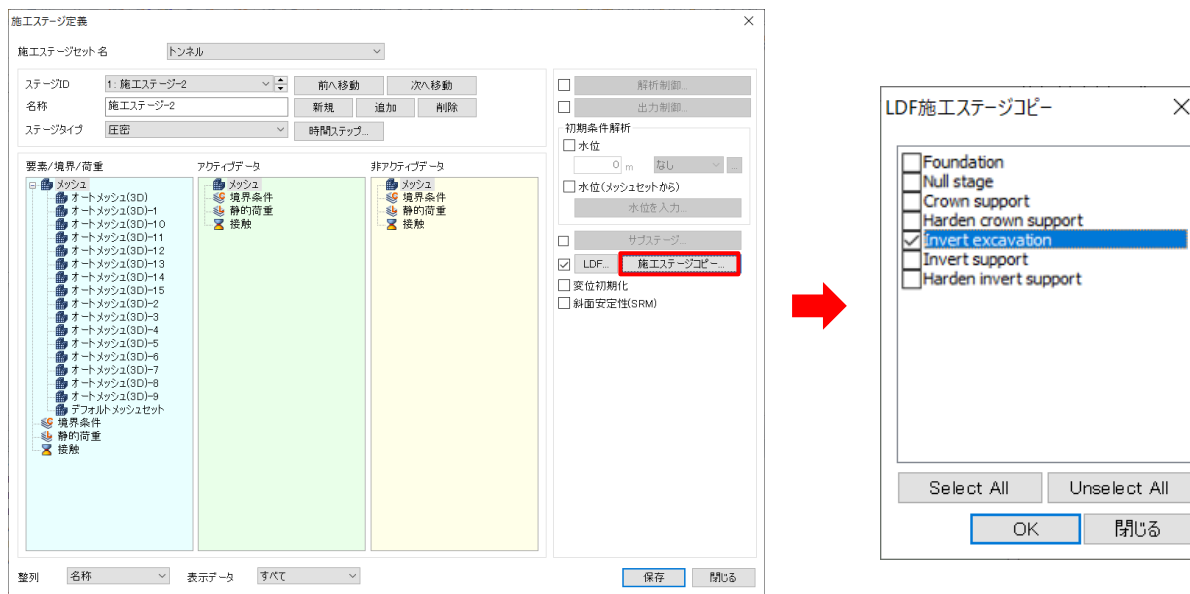 施工ステージ定義
施工ステージセット名 トンネル
ステージID 1: 施工ステージ-2 前へ移動 次へ移動
名称 施工ステージ-2 新規 追加 削除
ステージタイプ 圧密 時間ステップ...
要素/境界/荷重
メッシュ
オートメッシュ(3D)
オートメッシュ(3D)-1
オートメッシュ(3D)-10
オートメッシュ(3D)-11
オートメッシュ(3D)-12
オートメッシュ(3D)-13
オートメッシュ(3D)-14
オートメッシュ(3D)-15
オートメッシュ(3D)-2
オートメッシュ(3D)-3
オートメッシュ(3D)-4
オートメッシュ(3D)-5
オートメッシュ(3D)-6
オートメッシュ(3D)-7
オートメッシュ(3D)-8
オートメッシュ(3D)-9
デフォルトメッシュセット
境界条件
静的荷重
接触
アクティブデータ
メッシュ
境界条件
静的荷重
接触
非アクティブデータ
メッシュ
境界条件
静的荷重
接触
解析制御...
出力制御...
初期条件解析
水位
0 m なし ...
水位(メッシュセットから)
水位を入力...
サブステージ...
LDF... 施工ステージコピー...
変位初期化
斜面安定性(SRM)
整列 名称 表示データ すべて 保存 閉じる
LDF施工ステージコピー
Foundation
Null stage
Crown support
Harden crown support
Invert excavation
Invert support
Harden invert support
Select All Unselect All
OK 閉じる